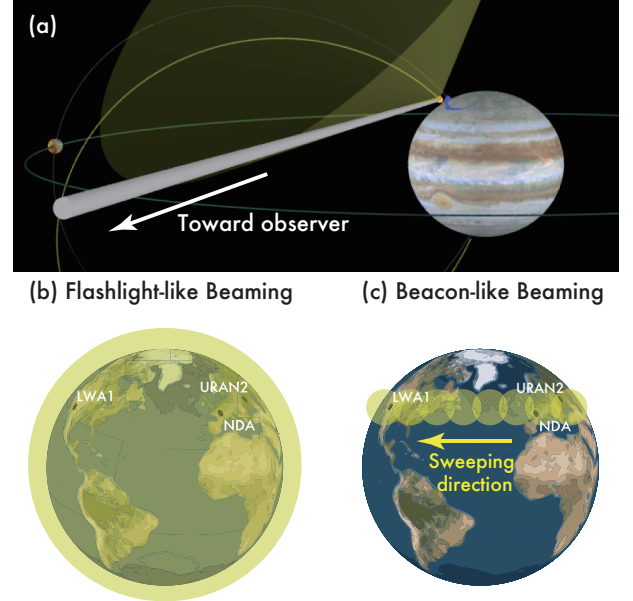 (a)
Toward observer
(b) Flashlight-like Beaming
(c) Beacon-like Beaming
LWA1
URAN2
NDA
LWA1
URAN2
NDA
Sweeping
direction